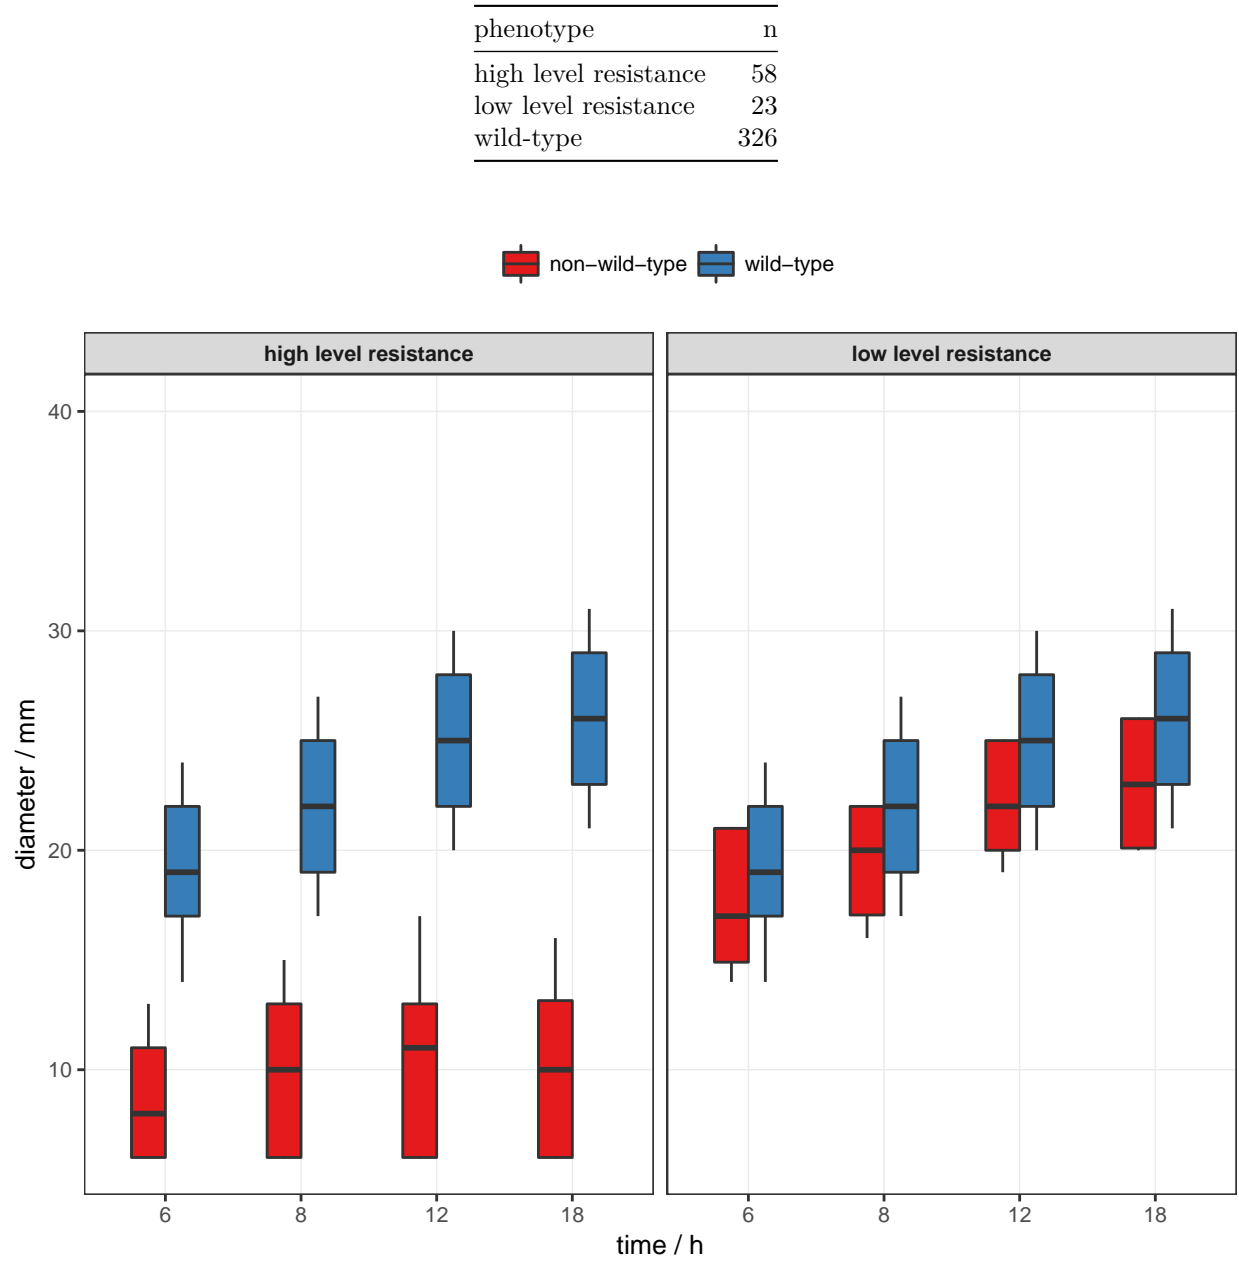 phenotype n
high level resistance 58
low level resistance 23
wild-type 326
non−wild−type wild−type
high level resistance low level resistance
40
30
20
10
diameter / mm
6 8 12 18 6 8 12 18
time / h